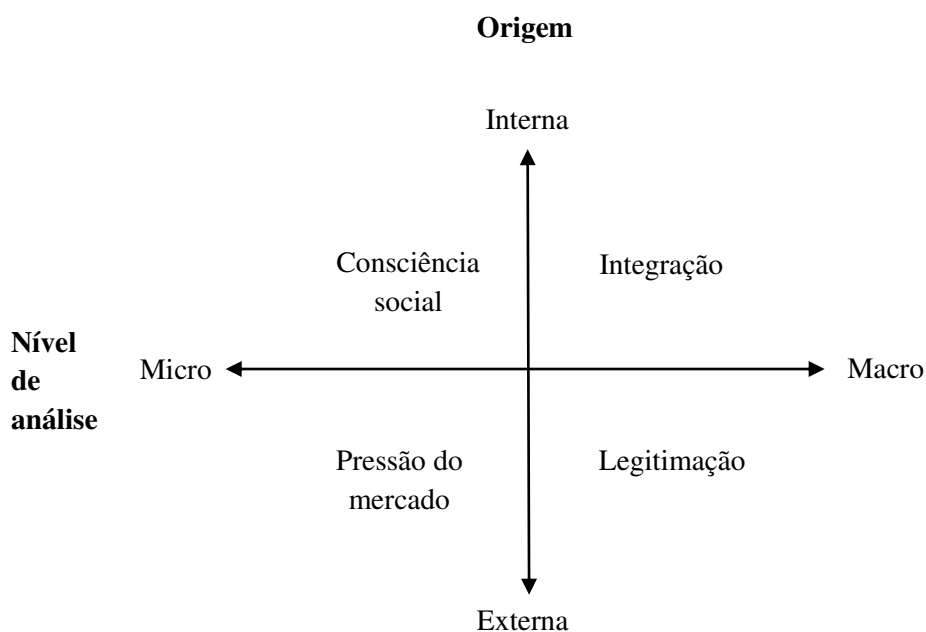 Origem
Interna
Consciência
social
Integração
Nível
de
análise
Micro
Macro
Pressão do
mercado
Legitimação
Externa